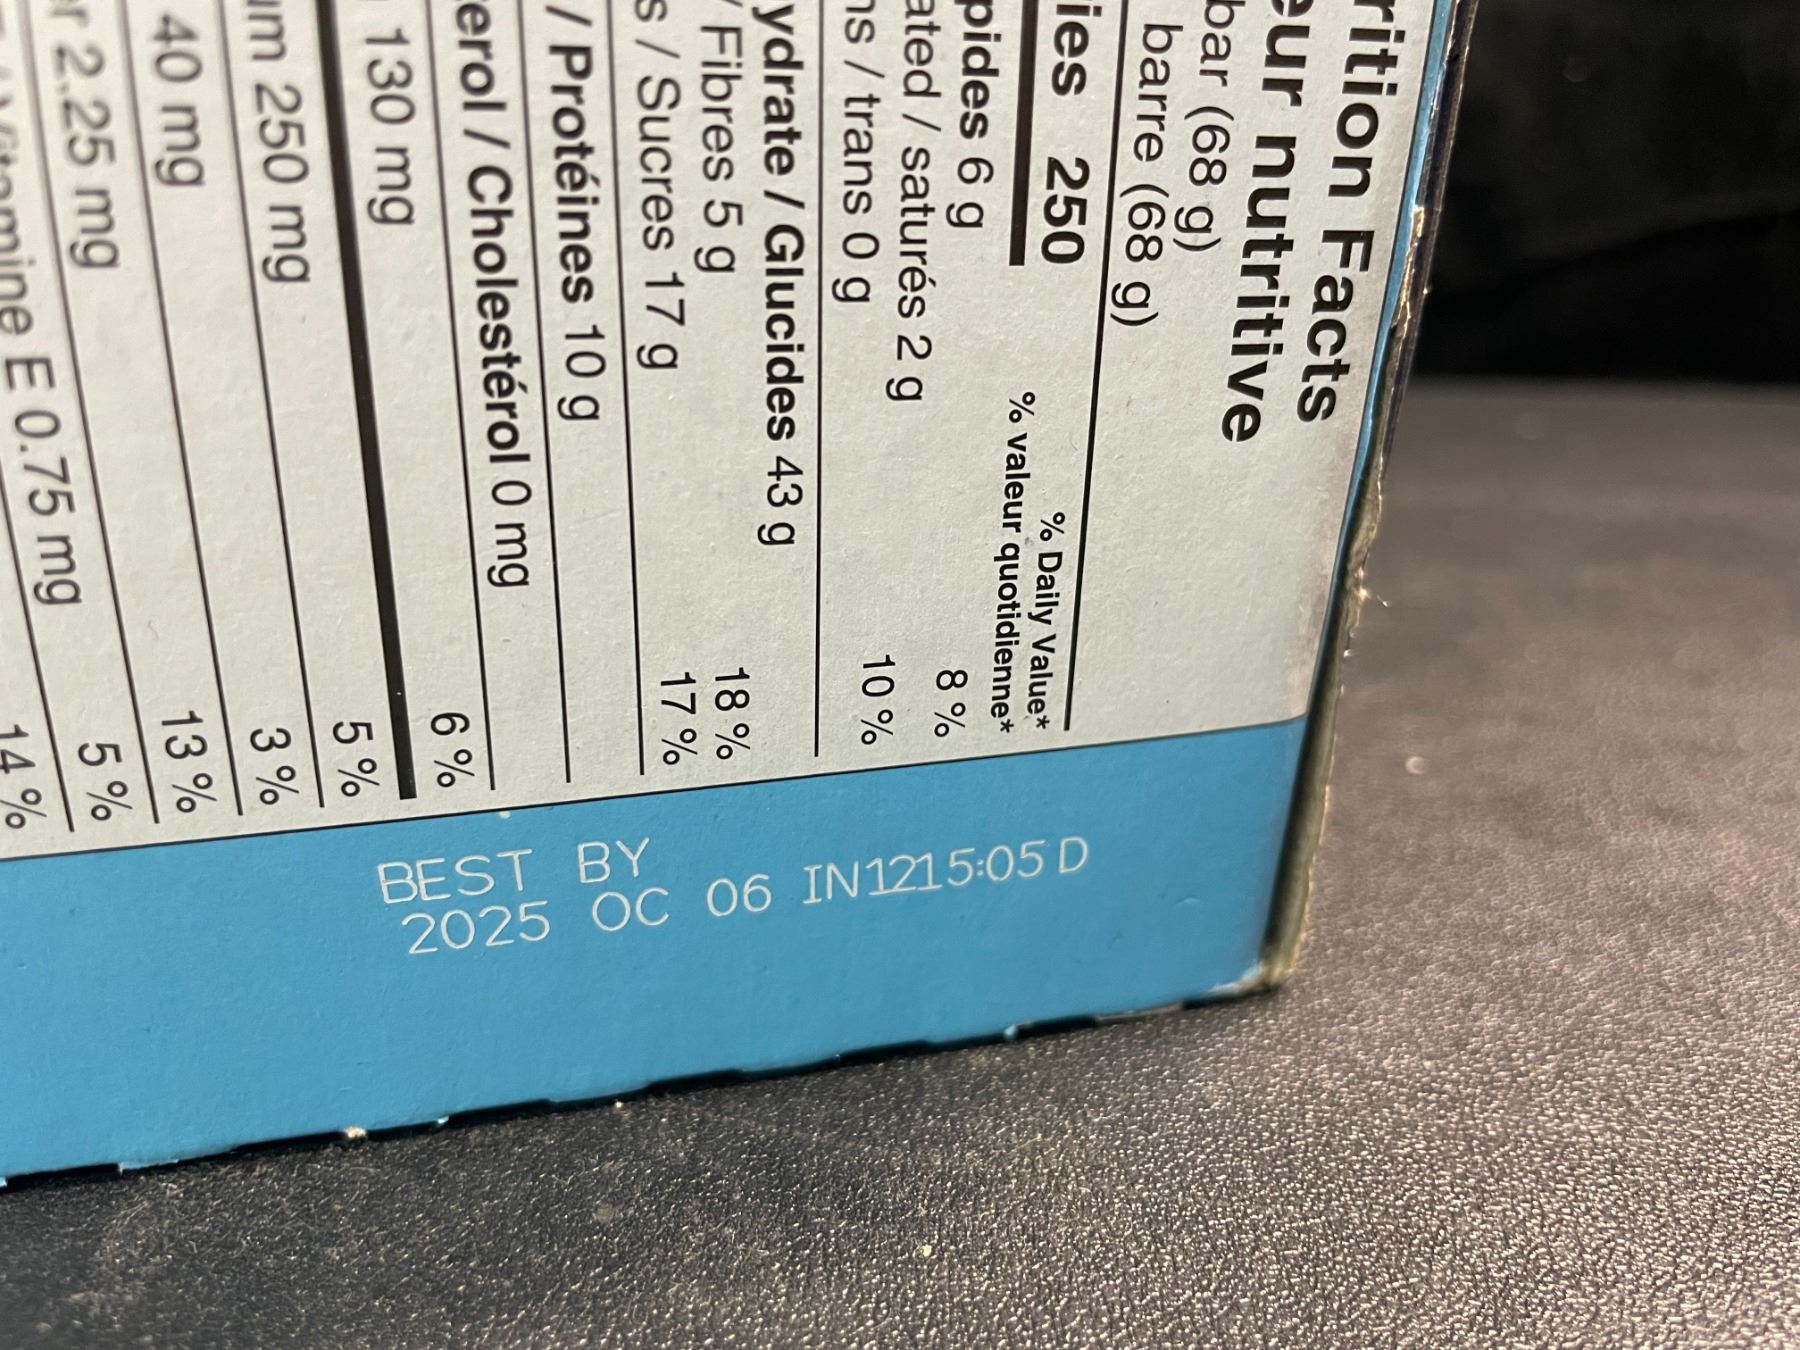 rition Facts
eur nutritive
bar (68 g)
barre (68 g)
ies 250
% Daily Value*
% valeur quotidienne*
pides 6 g 8 %
ated / saturés 2 g
ns / trans 0 g 10 %
ydrate / Glucides 43 g
/ Fibres 5 g 18 %
s / Sucres 17 g 17 %
/ Protéines 10 g
erol / Cholestérol 0 mg
130 mg 6 %
um 250 mg 5 %
40 mg 3 %
er 2.25 mg 13 %
mine E 0.75 mg 5 %
14 %
BEST BY
2025 OC 06 IN1215:05 D